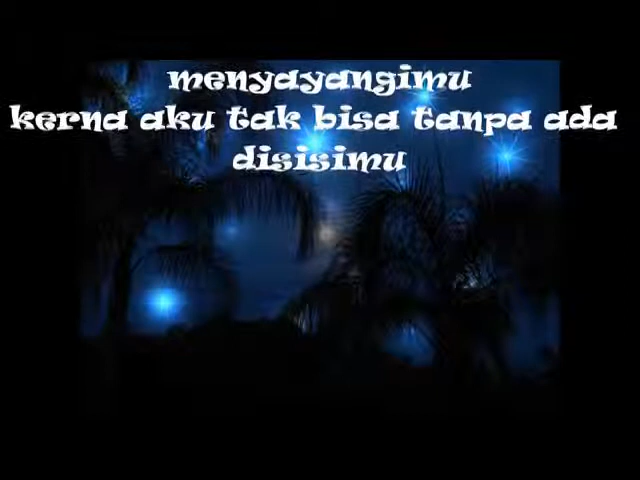 menyayangimu
kerna aku tak bisa tanpa ada
disisimu